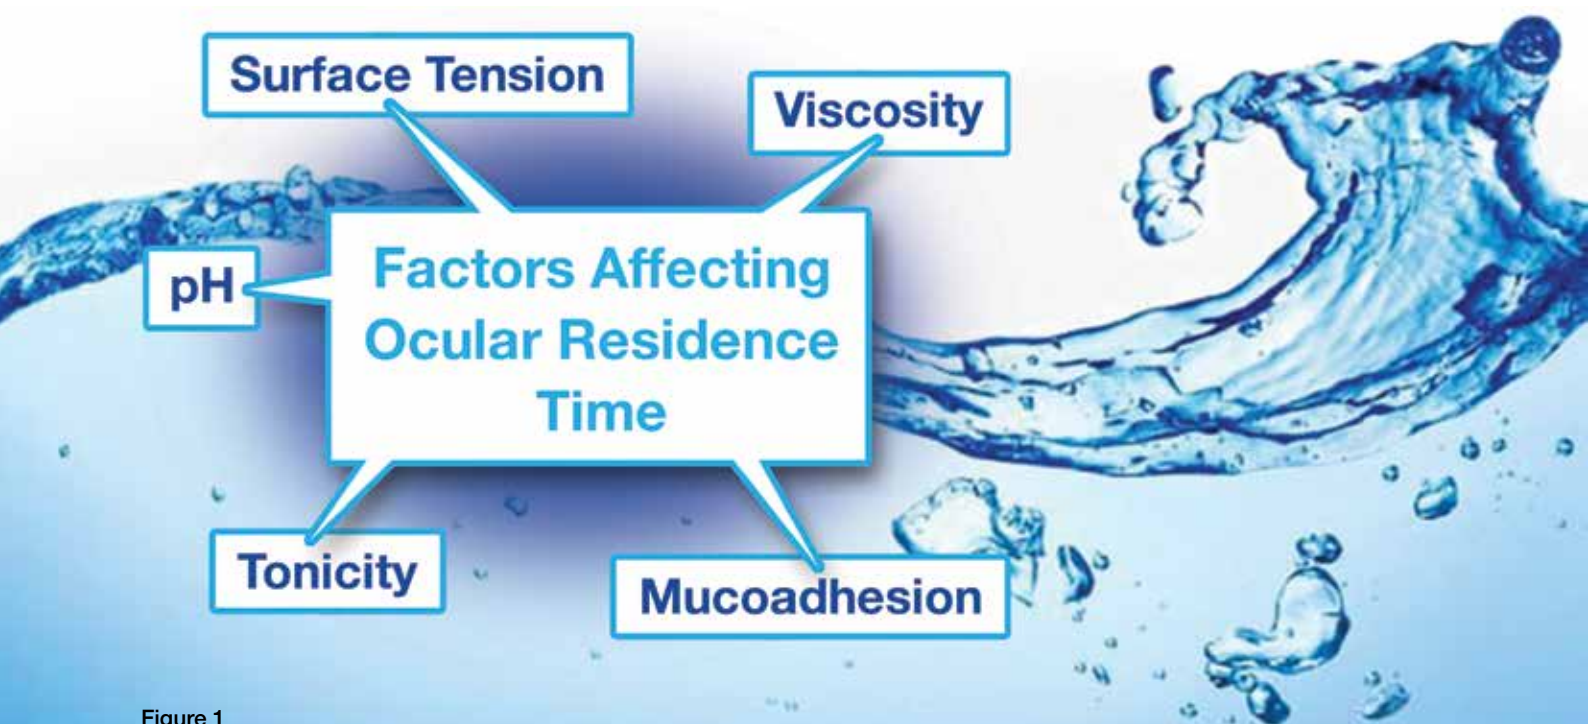 Surface Tension
Viscosity
pH
Factors Affecting
Ocular Residence
Time
Tonicity
Mucoadhesion
Figure 1